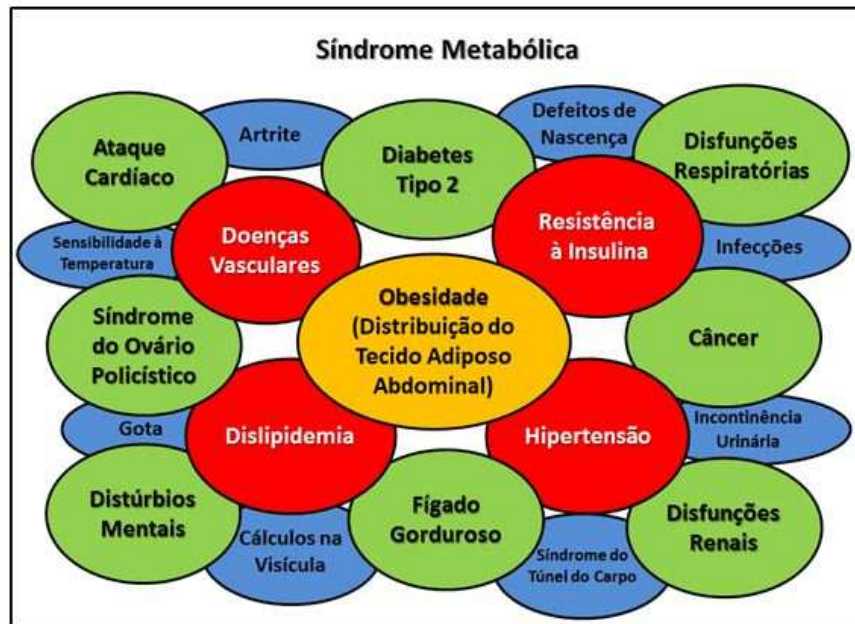 Síndrome Metabólica
Ataque
Cardíaco
Artrite
Diabetes
Tipo 2
Defeitos de
Nascença
Disfunções
Respiratórias
Sensibilidade à
Temperatura
Doenças
Vasculares
Resistência
à Insulina
Infecções
Síndrome
do Ovário
Policístico
Obesidade
(Distribuição do
Tecido Adiposo
Abdominal)
Câncer
Gota
Dislipidemia
Hipertensão
Incontinência
Urinária
Distúrbios
Mentais
Cálculos na
Visícula
Fígado
Gorduroso
Síndrome do
Túnel do Carpo
Disfunções
Renais